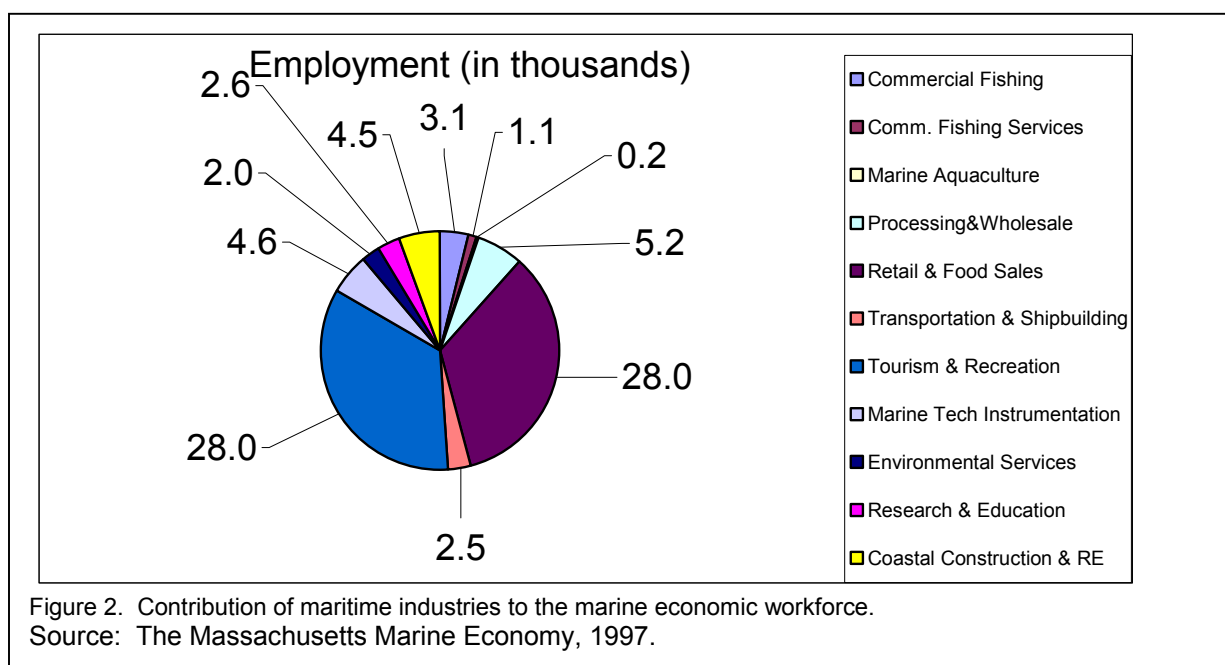 Employment (in thousands)
2.6
4.5
3.1
1.1
0.2
2.0
4.6
5.2
28.0
28.0
2.5
Commercial Fishing
Comm. Fishing Services
Marine Aquaculture
Processing&Wholesale
Retail & Food Sales
Transportation & Shipbuilding
Tourism & Recreation
Marine Tech Instrumentation
Environmental Services
Research & Education
Coastal Construction & RE
Figure 2. Contribution of maritime industries to the marine economic workforce.
Source: The Massachusetts Marine Economy, 1997.